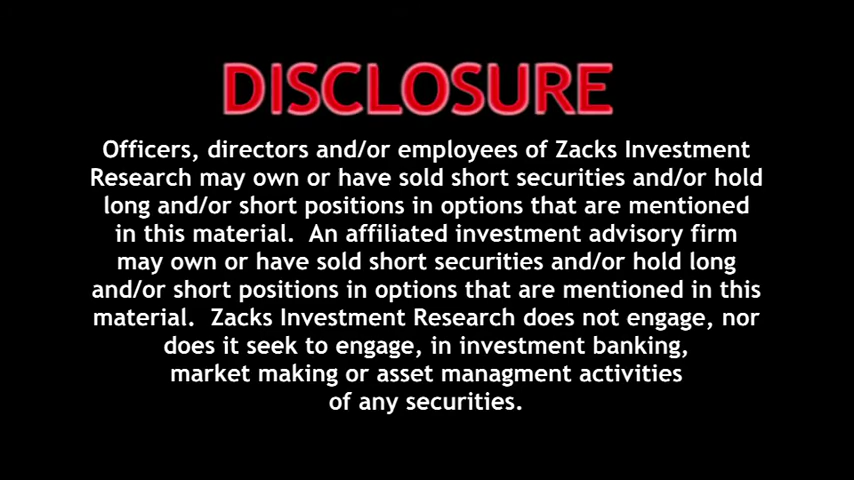 DISCLOSURE
Officers, directors and/or employees of Zacks Investment
Research may own or have sold short securities and/or hold
long and/or short positions in options that are mentioned
in this material.  An affiliated investment advisory firm
may own or have sold short securities and/or hold long
and/or short positions in options that are mentioned in this
material.  Zacks Investment Research does not engage, nor
does it seek to engage, in investment banking,
market making or asset managment activities
of any securities.